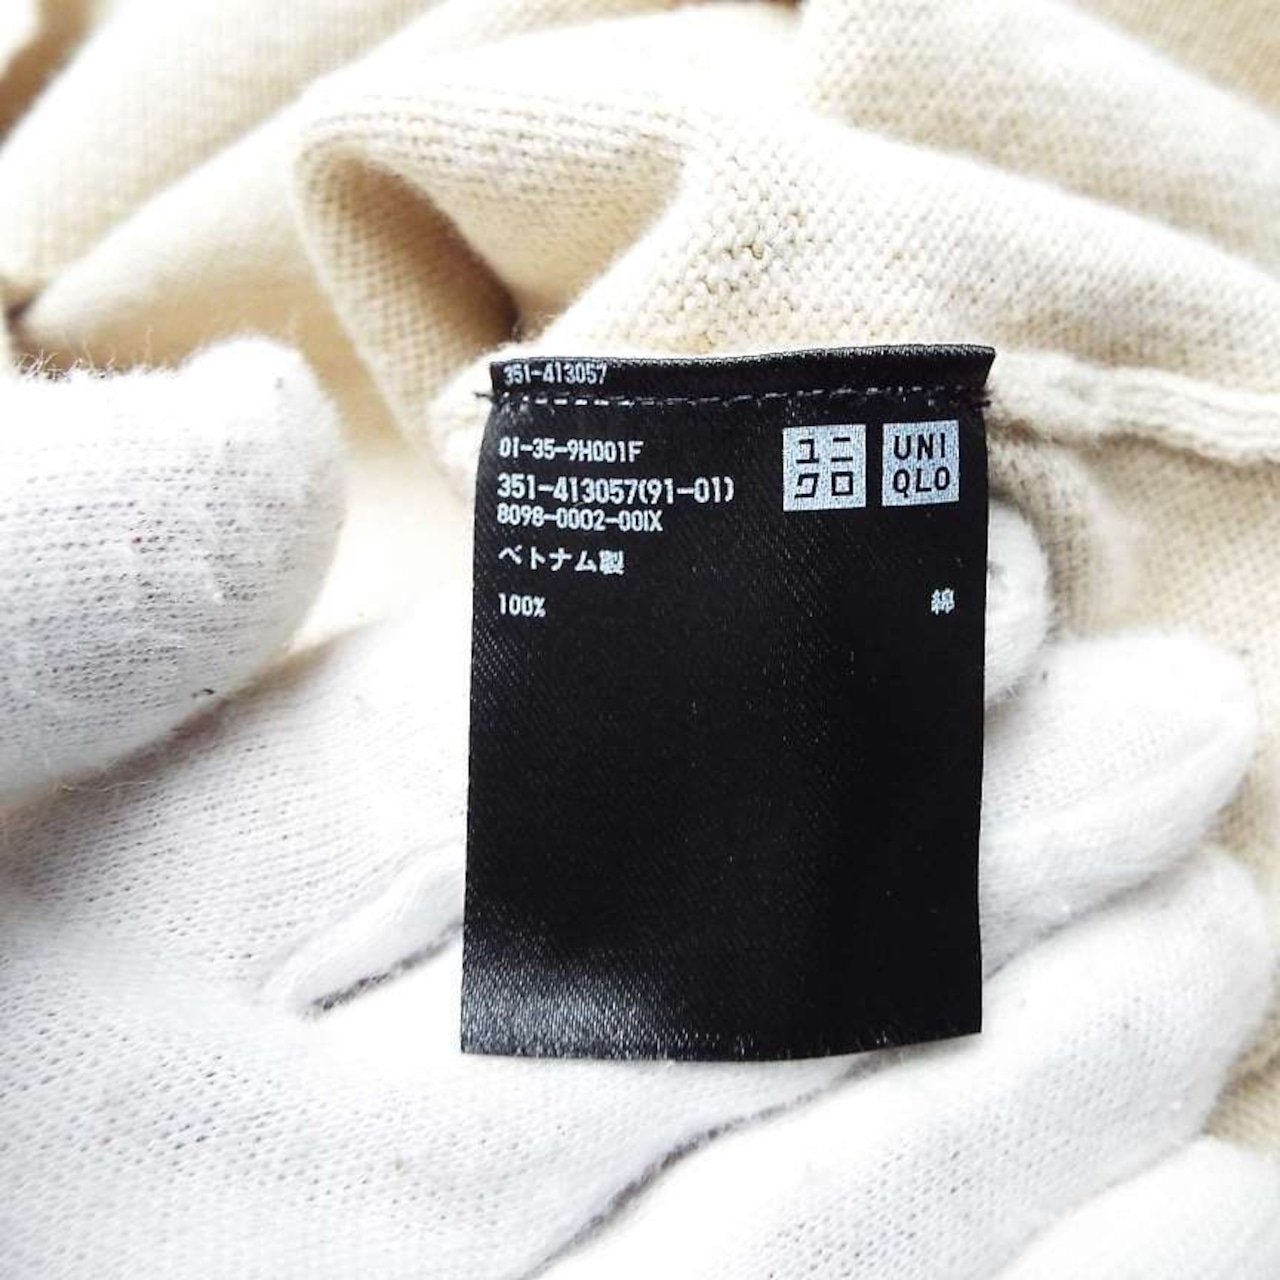 351-413057
01-35-9H001F
351-413057(91-01)
8098-0002-00IX
ベトナム製
100% 綿
ユニ
クロ
UNI
QLO